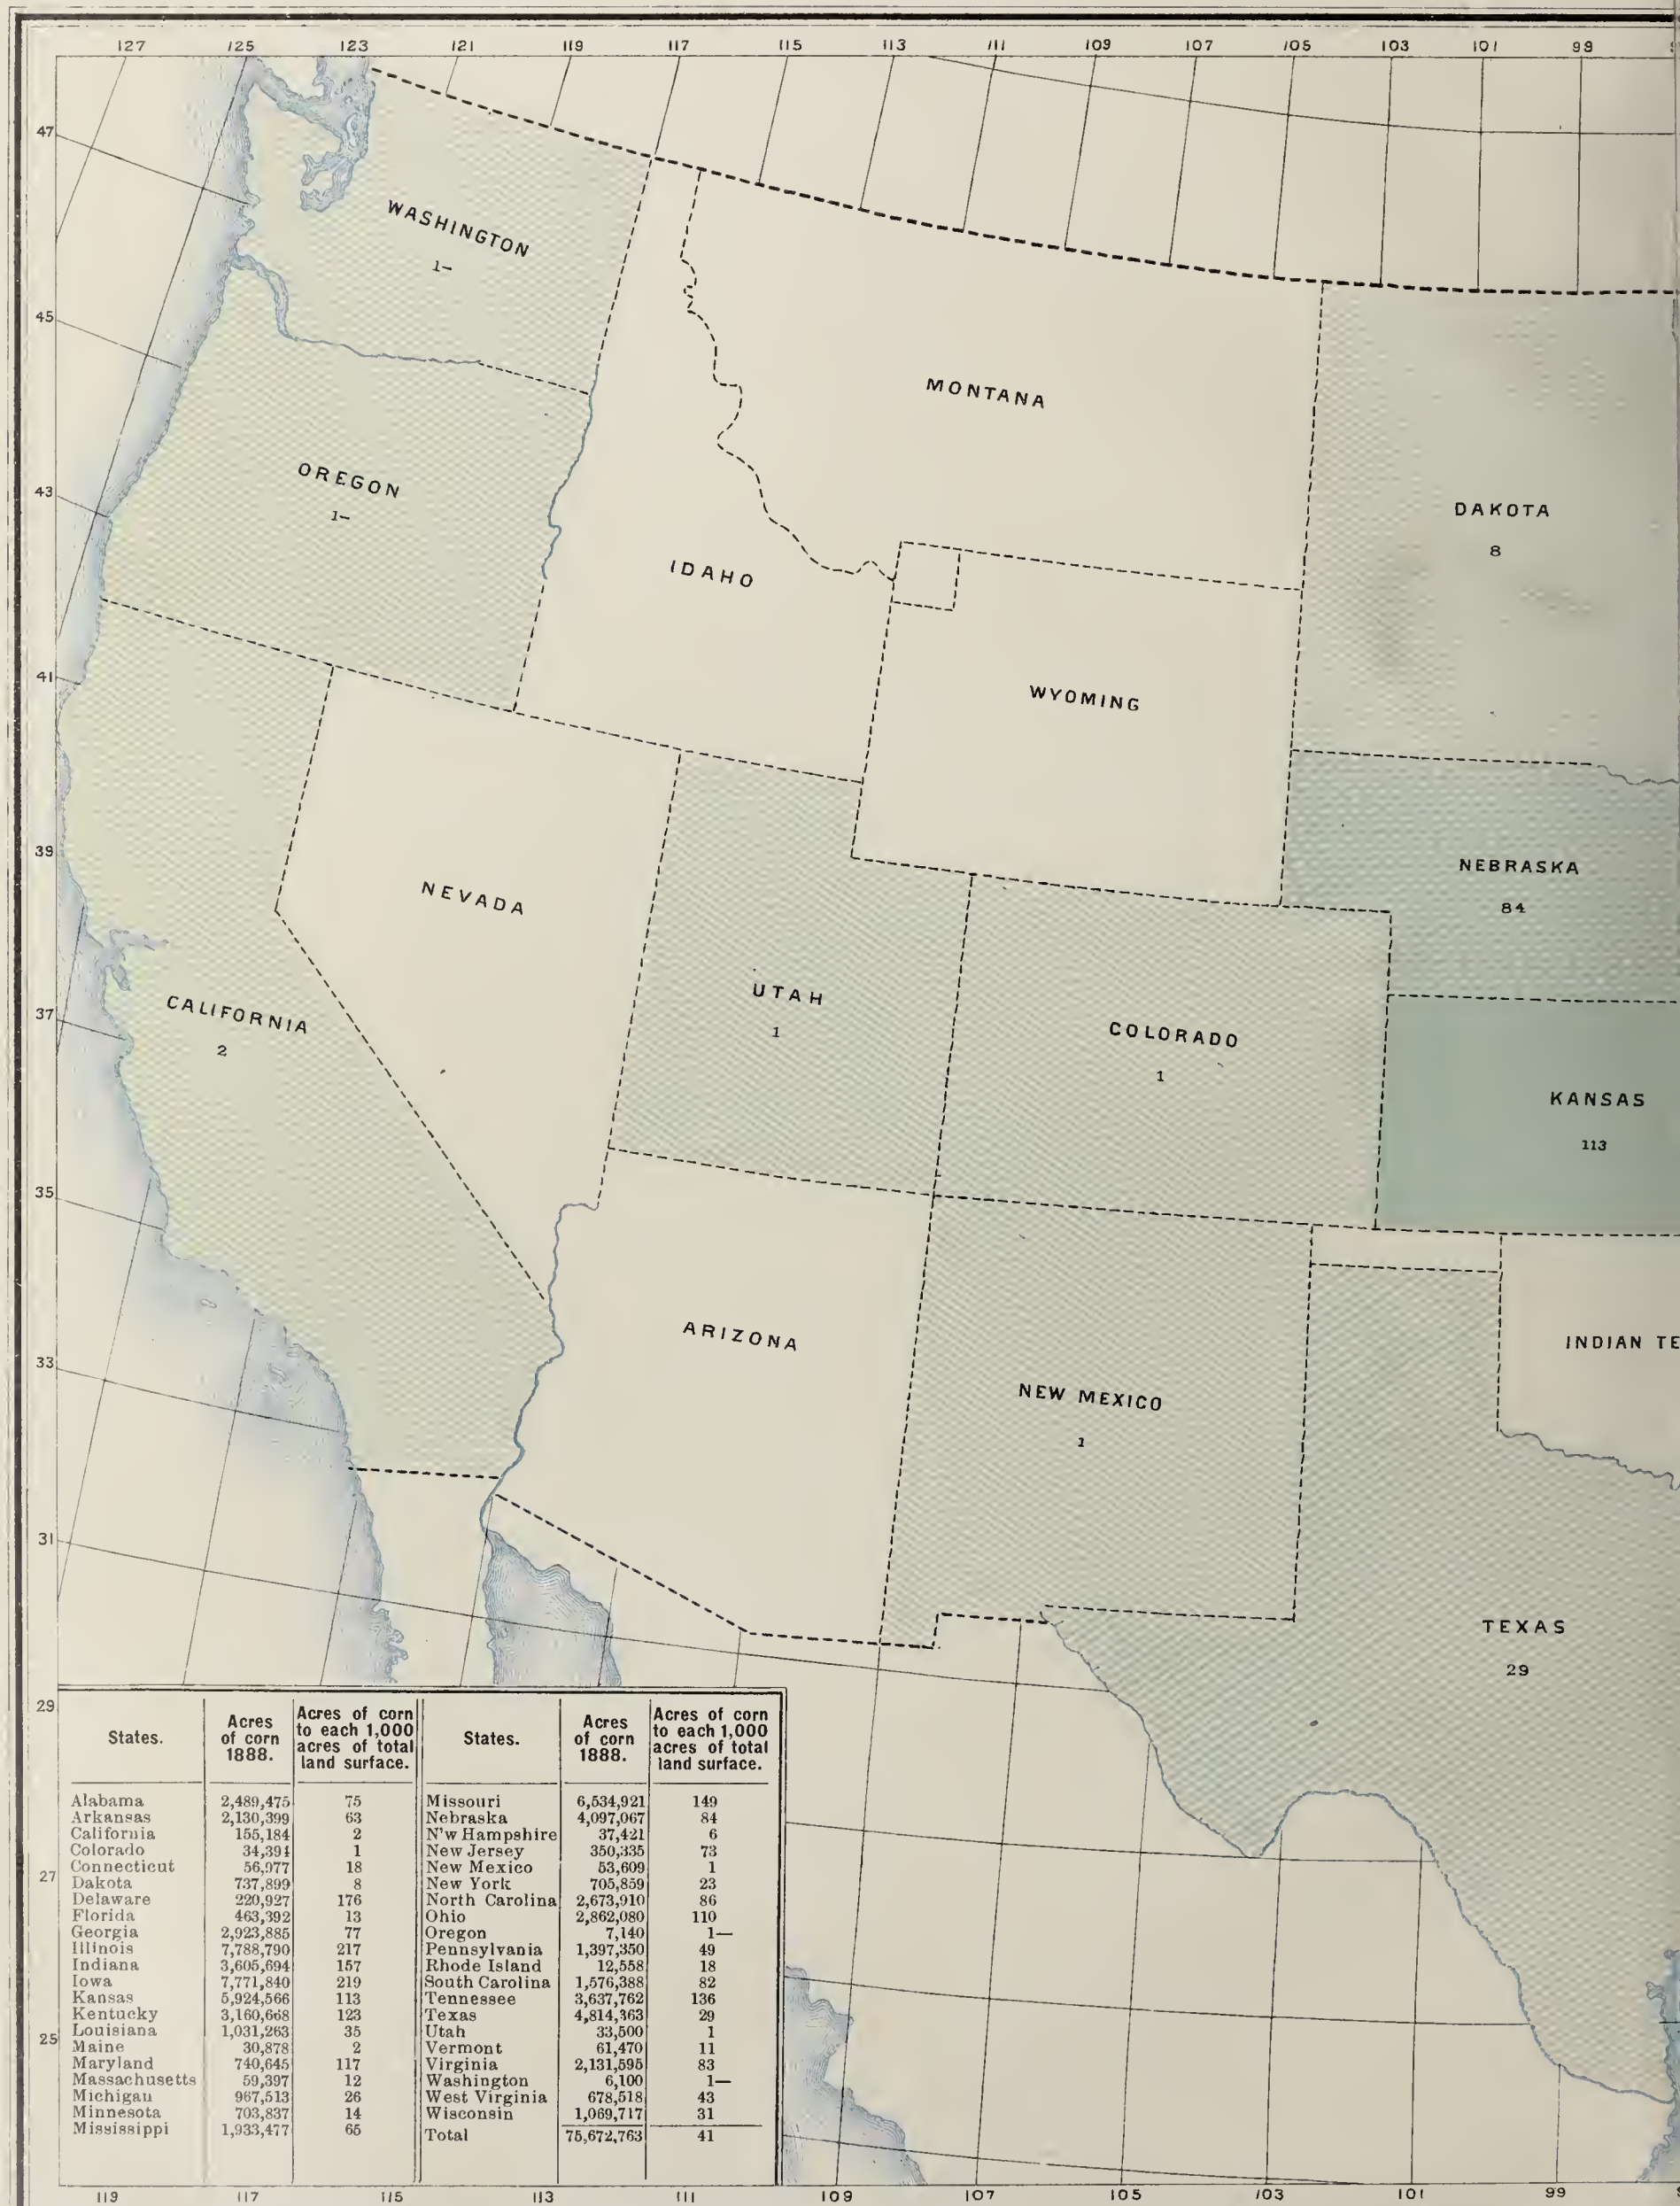 127 125 123 121 119 117 115 113 111 109 107 105 103 101 99
47
WASHINGTON
1–
45
MONTANA
43
OREGON
1–
DAKOTA
8
IDAHO
41
WYOMING
39
NEBRASKA
84
NEVADA
37
UTAH
1
CALIFORNIA
2
COLORADO
1
KANSAS
113
35
ARIZONA
33
INDIAN TE
NEW MEXICO
1
31
TEXAS
29
29
27
25
States. Acres of corn 1888. Acres of corn to each 1,000 acres of total land surface. States. Acres of corn 1888. Acres of corn to each 1,000 acres of total land surface.
Alabama 2,489,475 75 Missouri 6,534,921 149
Arkansas 2,130,399 63 Nebraska 4,097,067 84
California 155,184 2 N'w Hampshire 37,421 6
Colorado 34,391 1 New Jersey 350,335 73
Connecticut 56,977 18 New Mexico 53,609 1
Dakota 737,899 8 New York 705,859 23
Delaware 220,927 176 North Carolina 2,673,910 86
Florida 463,392 13 Ohio 2,862,080 110
Georgia 2,923,885 77 Oregon 7,140 1—
Illinois 7,788,790 217 Pennsylvania 1,397,350 49
Indiana 3,605,694 157 Rhode Island 12,558 18
Iowa 7,771,840 219 South Carolina 1,576,388 82
Kansas 5,924,566 113 Tennessee 3,637,762 136
Kentucky 3,160,668 123 Texas 4,814,363 29
Louisiana 1,031,263 35 Utah 33,500 1
Maine 30,878 2 Vermont 61,470 11
Maryland 740,645 117 Virginia 2,131,595 83
Massachusetts 59,397 12 Washington 6,100 1—
Michigan 967,513 26 West Virginia 678,518 43
Minnesota 703,837 14 Wisconsin 1,069,717 31
Mississippi 1,933,477 65
Total 75,672,763 41
119 117 115 113 111 109 107 105 103 101 99